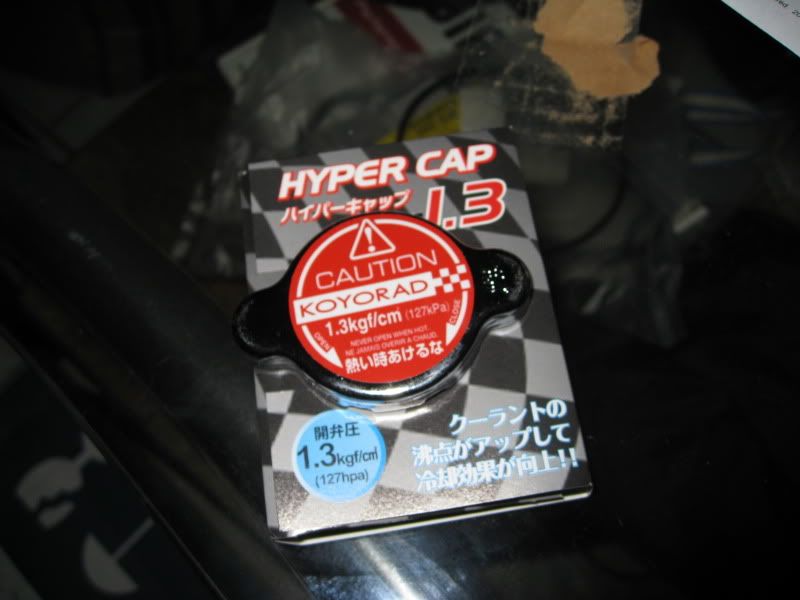 HYPER CAP
ハイパーキャップ
1.3
CAUTION
KOYORAD
1.3kgf/cm² (127kPa)
OPEN
CLOSE
NEVER OPEN WHEN HOT.
NE JAMAIS OVERIR A CHAUD.
熱い時あけるな
開弁圧
1.3kgf/cm²
(127hpa)
クーラントの
沸点がアップして
冷却効果が向上!!